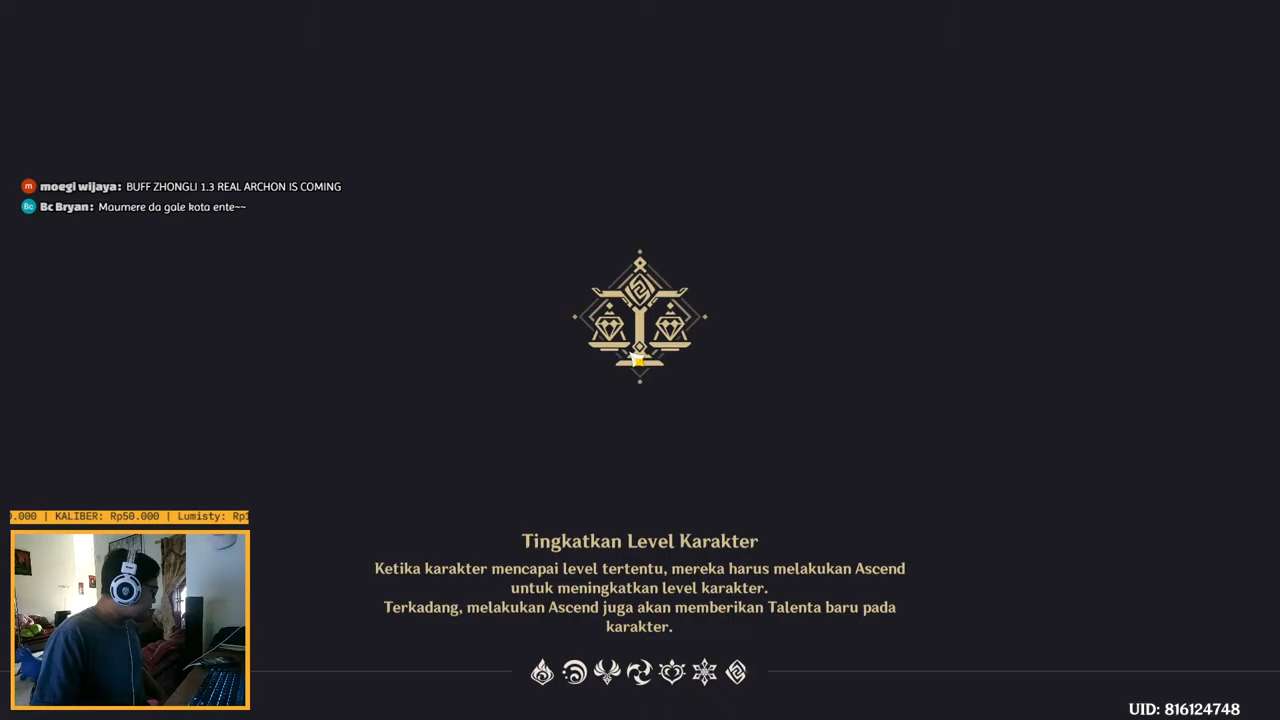 moegi wijaya: BUFF ZHONGLI 1.3 REAL ARCHON IS COMING
Bc Bryan: Maumere da gale kota ente~~
.000 | KALIBER: Rp50.000 | Lumisty: Rp
Tingkatkan Level Karakter
Ketika karakter mencapai level tertentu, mereka harus melakukan Ascend
untuk meningkatkan level karakter.
Terkadang, melakukan Ascend juga akan memberikan Talenta baru pada
karakter.
UID: 816124748